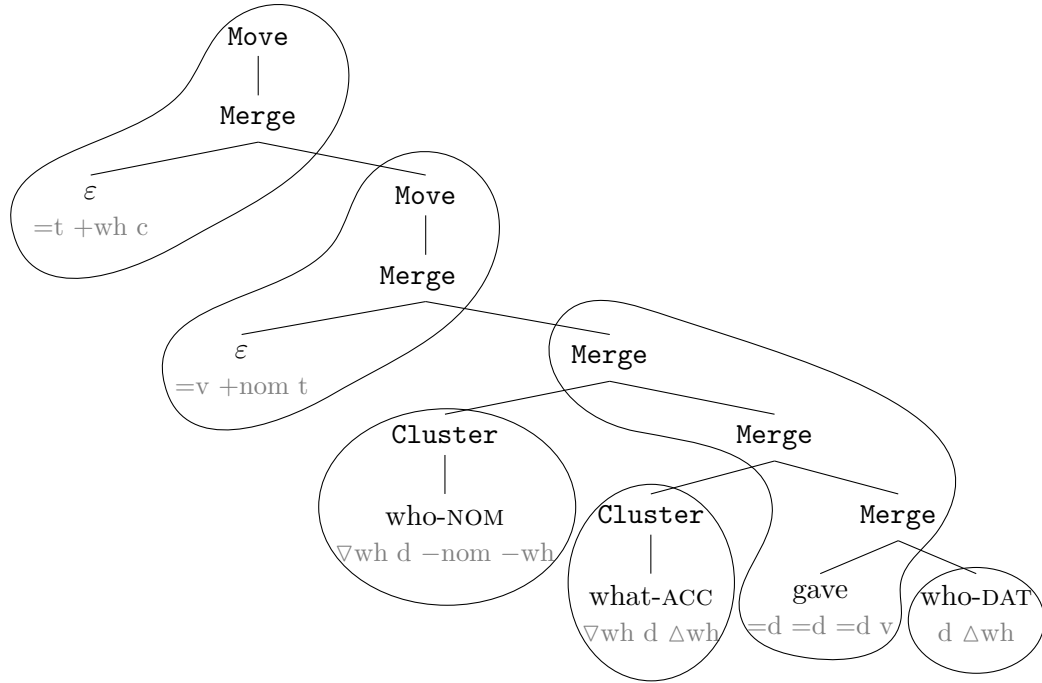 Move
Merge
ε
=t +wh c
Move
Merge
ε
=v +nom t
Merge
Cluster
Merge
who-NOM
▽wh d −nom −wh
Cluster
Merge
what-ACC
▽wh d △wh
gave
=d =d =d v
who-DAT
d △wh